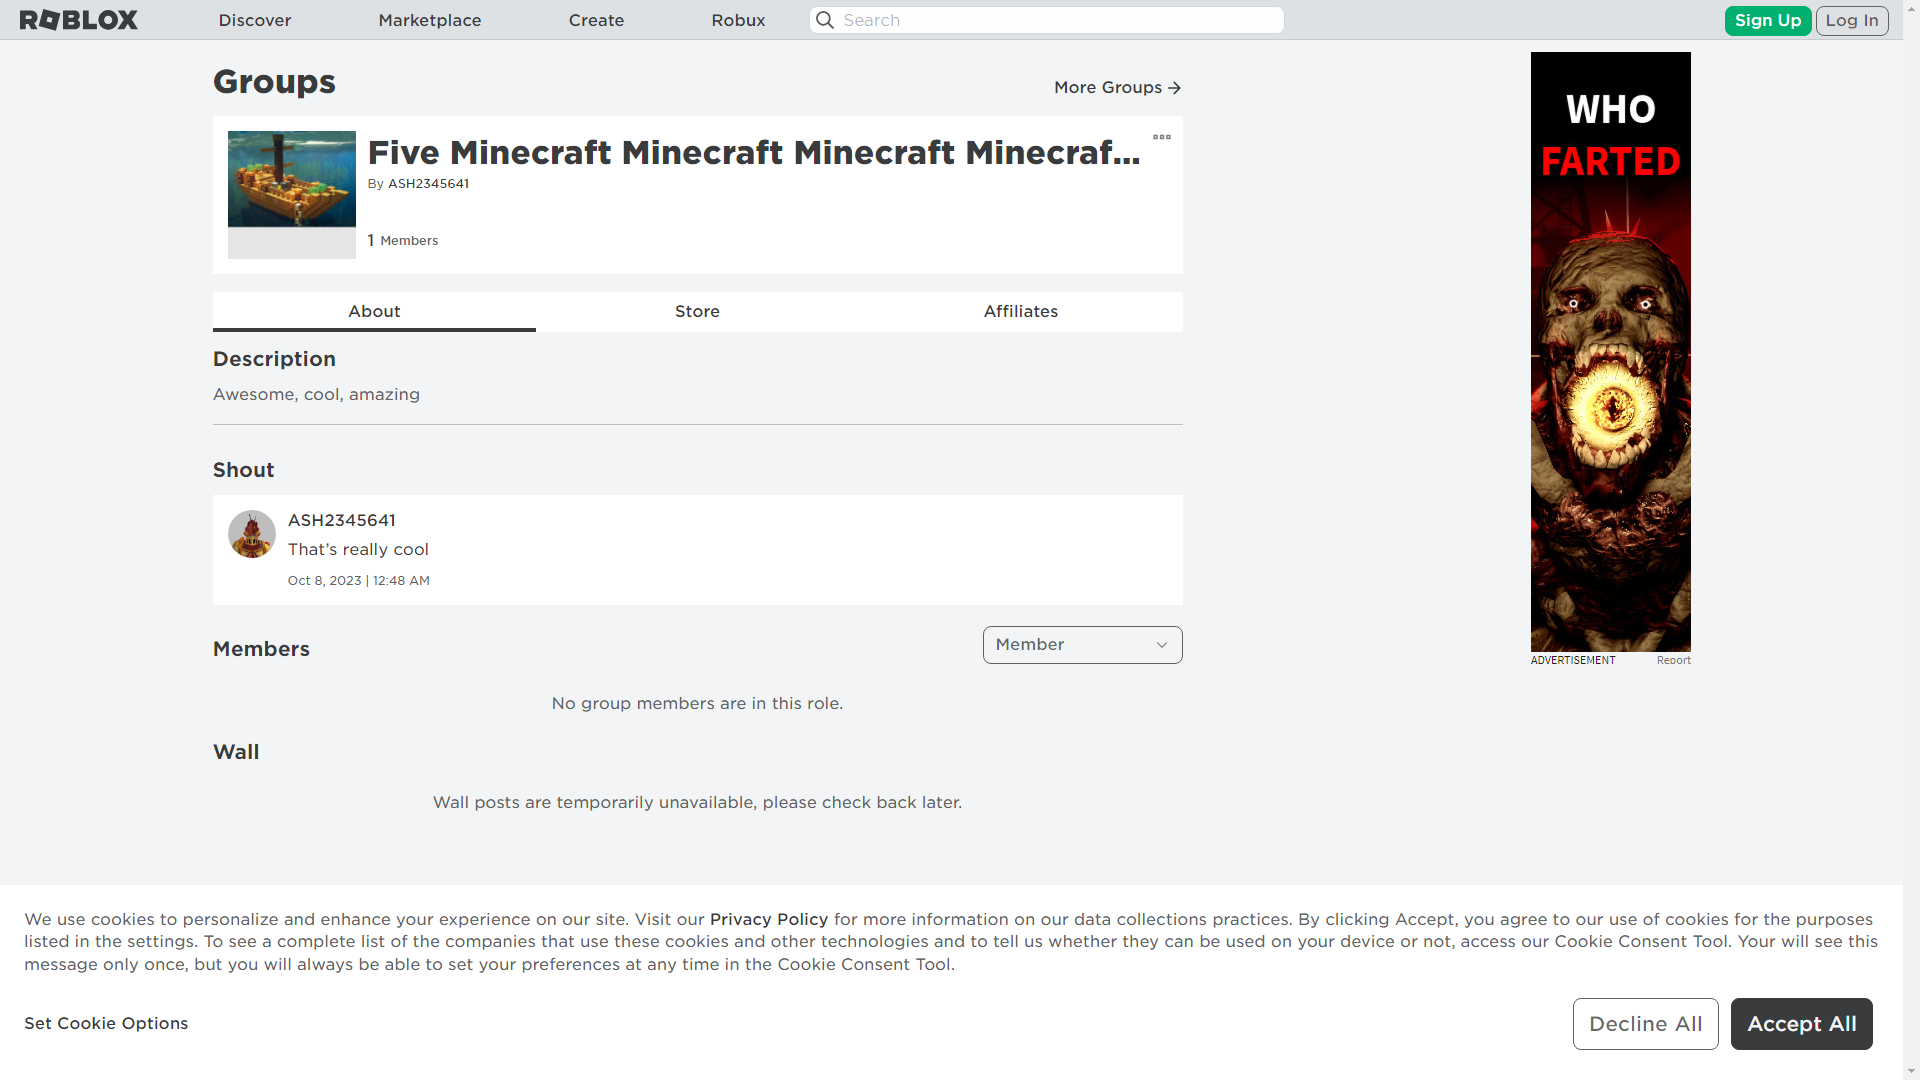 ROBLOX
Discover
Marketplace
Create
Robux
Search
Sign Up
Log In
Groups
More Groups
Five Minecraft Minecraft Minecraft Minecraf...
By ASH2345641
1 Members
About
Store
Affiliates
Description
Awesome, cool, amazing
Shout
ASH2345641
That’s really cool
Oct 8, 2023 | 12:48 AM
Members
Member
No group members are in this role.
Wall
Wall posts are temporarily unavailable, please check back later.
WHO
FARTED
ADVERTISEMENT
Report
We use cookies to personalize and enhance your experience on our site. Visit our Privacy Policy for more information on our data collections practices. By clicking Accept, you agree to our use of cookies for the purposes
listed in the settings. To see a complete list of the companies that use these cookies and other technologies and to tell us whether they can be used on your device or not, access our Cookie Consent Tool. Your will see this
message only once, but you will always be able to set your preferences at any time in the Cookie Consent Tool.
Set Cookie Options
Decline All
Accept All